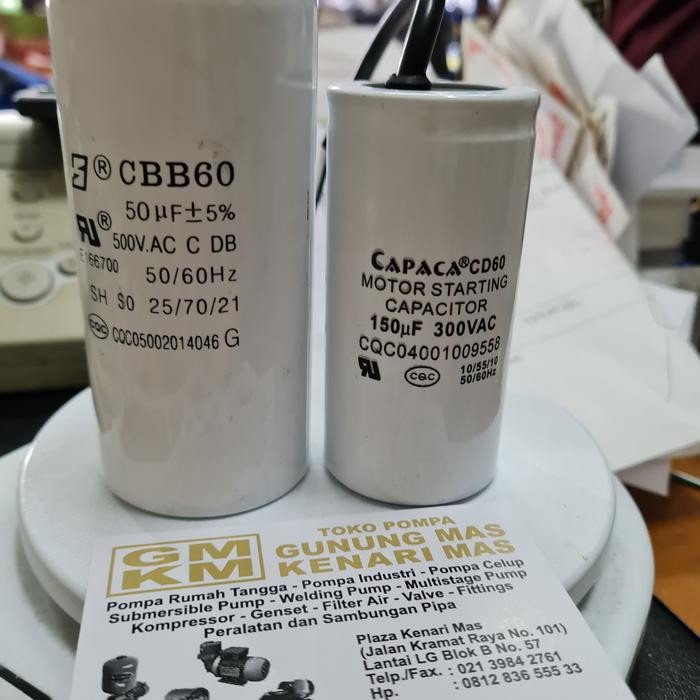 ® CBB60
50µF±5%
® 500V.AC C DB
E166700 50/60Hz
SH S0 25/70/21
CQC CQC05002014046 G
CAPACA® CD60
MOTOR STARTING
CAPACITOR
150µF 300VAC
CQC04001009558
CQC 10/55/10
50/60Hz
GM
KM
TOKO POMPA
GUNUNG MAS
KENARI MAS
Pompa Rumah Tangga - Pompa Industri - Pompa Celup
Submersible Pump - Welding Pump - Multistage Pump
Kompressor - Genset - Filter Air - Valve - Fittings
Peralatan dan Sambungan Pipa
Plaza Kenari Mas
(Jalan Kramat Raya No. 101)
Lantai LG Blok B No. 57
Telp./Fax. : 021 3984 2761
Hp. : 0812 836 555 33